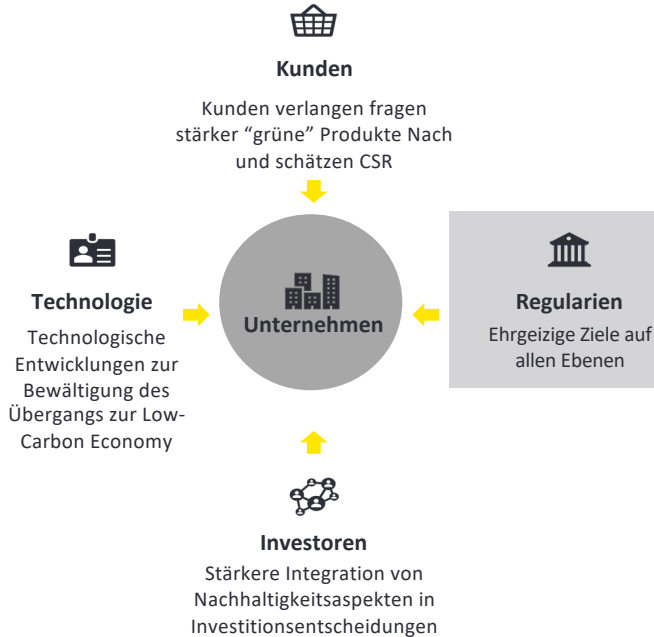 Kunden
Kunden verlangen fragen
stärker “grüne” Produkte Nach
und schätzen CSR
Technologie
Technologische
Entwicklungen zur
Bewältigung des
Übergangs zur Low-
Carbon Economy
Unternehmen
Regularien
Ehrgeizige Ziele auf
allen Ebenen
Investoren
Stärkere Integration von
Nachhaltigkeitsaspekten in
Investitionsentscheidungen